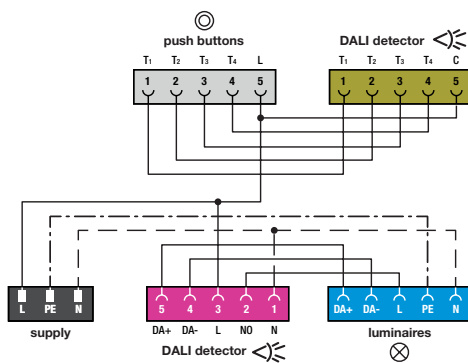 push buttons
DALI detector
T1 T2 T3 T4 L
T1 T2 T3 T4 C
1 2 3 4 5
1 2 3 4 5
L PE N
5 4 3 2 1
DA+ DA- L PE N
supply
DA+ DA- L NO N
luminaires
DALI detector